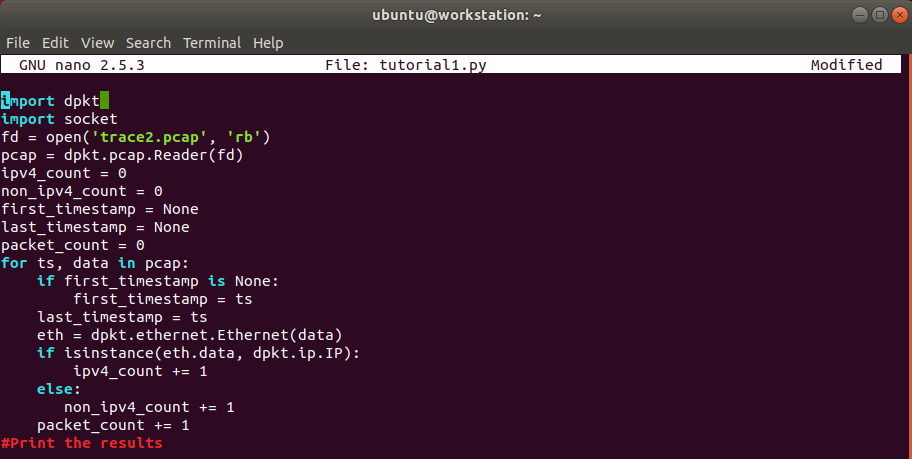 ubuntu@workstation: ~
File Edit View Search Terminal Help
GNU nano 2.5.3 File: tutorial1.py Modified
import dpkt
import socket
fd = open('trace2.pcap', 'rb')
pcap = dpkt.pcap.Reader(fd)
ipv4_count = 0
non_ipv4_count = 0
first_timestamp = None
last_timestamp = None
packet_count = 0
for ts, data in pcap:
    if first_timestamp is None:
        first_timestamp = ts
    last_timestamp = ts
    eth = dpkt.ethernet.Ethernet(data)
    if isinstance(eth.data, dpkt.ip.IP):
        ipv4_count += 1
    else:
       non_ipv4_count += 1
    packet_count += 1
#Print the results